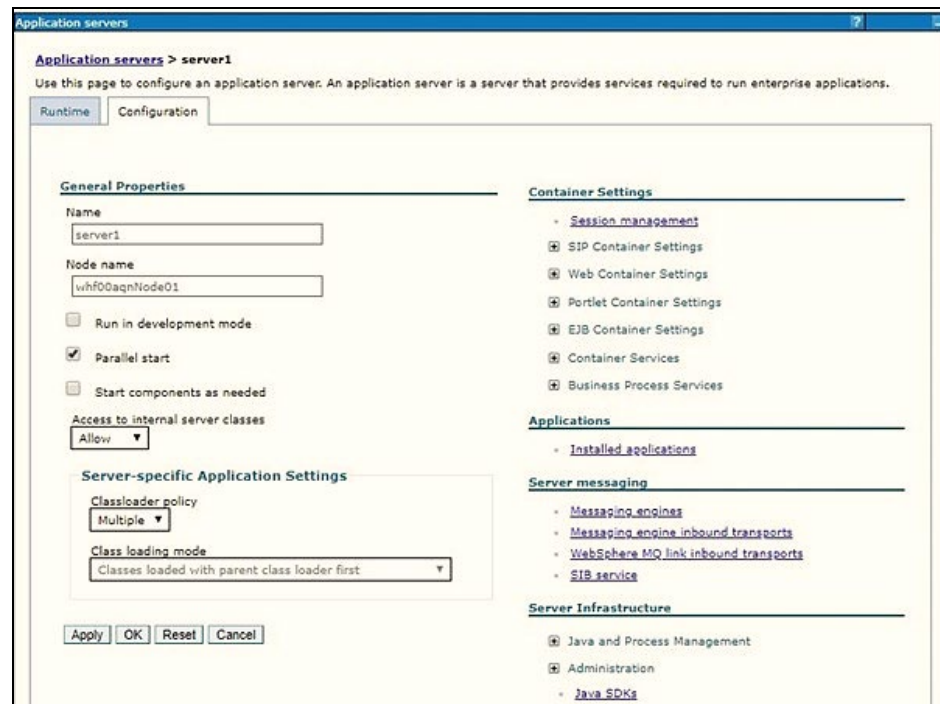 Application servers ?
Application servers > server1
Use this page to configure an application server. An application server is a server that provides services required to run enterprise applications.
Runtime Configuration
General Properties
Name
server1
Node name
whf00aqnNode01
Run in development mode
Parallel start
Start components as needed
Access to internal server classes
Allow
Server-specific Application Settings
Classloader policy
Multiple
Class loading mode
Classes loaded with parent class loader first
Apply OK Reset Cancel
Container Settings
Session management
SIP Container Settings
Web Container Settings
Portlet Container Settings
EJB Container Settings
Container Services
Business Process Services
Applications
Installed applications
Server messaging
Messaging engines
Messaging engine inbound transports
WebSphere MQ link inbound transports
SIB service
Server Infrastructure
Java and Process Management
Administration
Java SDKs